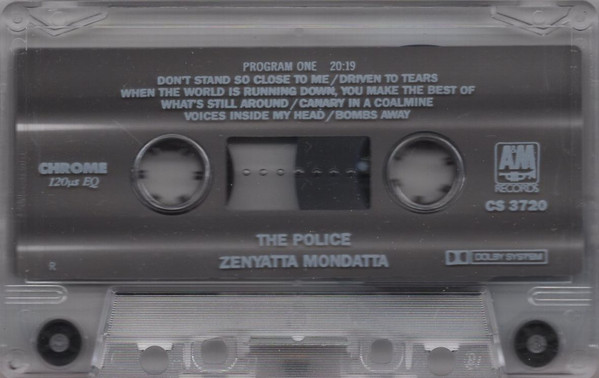 PROGRAM ONE 20:19
DON'T STAND SO CLOSE TO ME/DRIVEN TO TEARS
WHEN THE WORLD IS RUNNING DOWN, YOU MAKE THE BEST OF
WHAT'S STILL AROUND/CANARY IN A COALMINE
VOICES INSIDE MY HEAD/BOMBS AWAY
CHROME
120µs EQ
A&M
RECORDS
CS 3720
THE POLICE
ZENYATTA MONDATTA
DOLBY SYSTEM
R